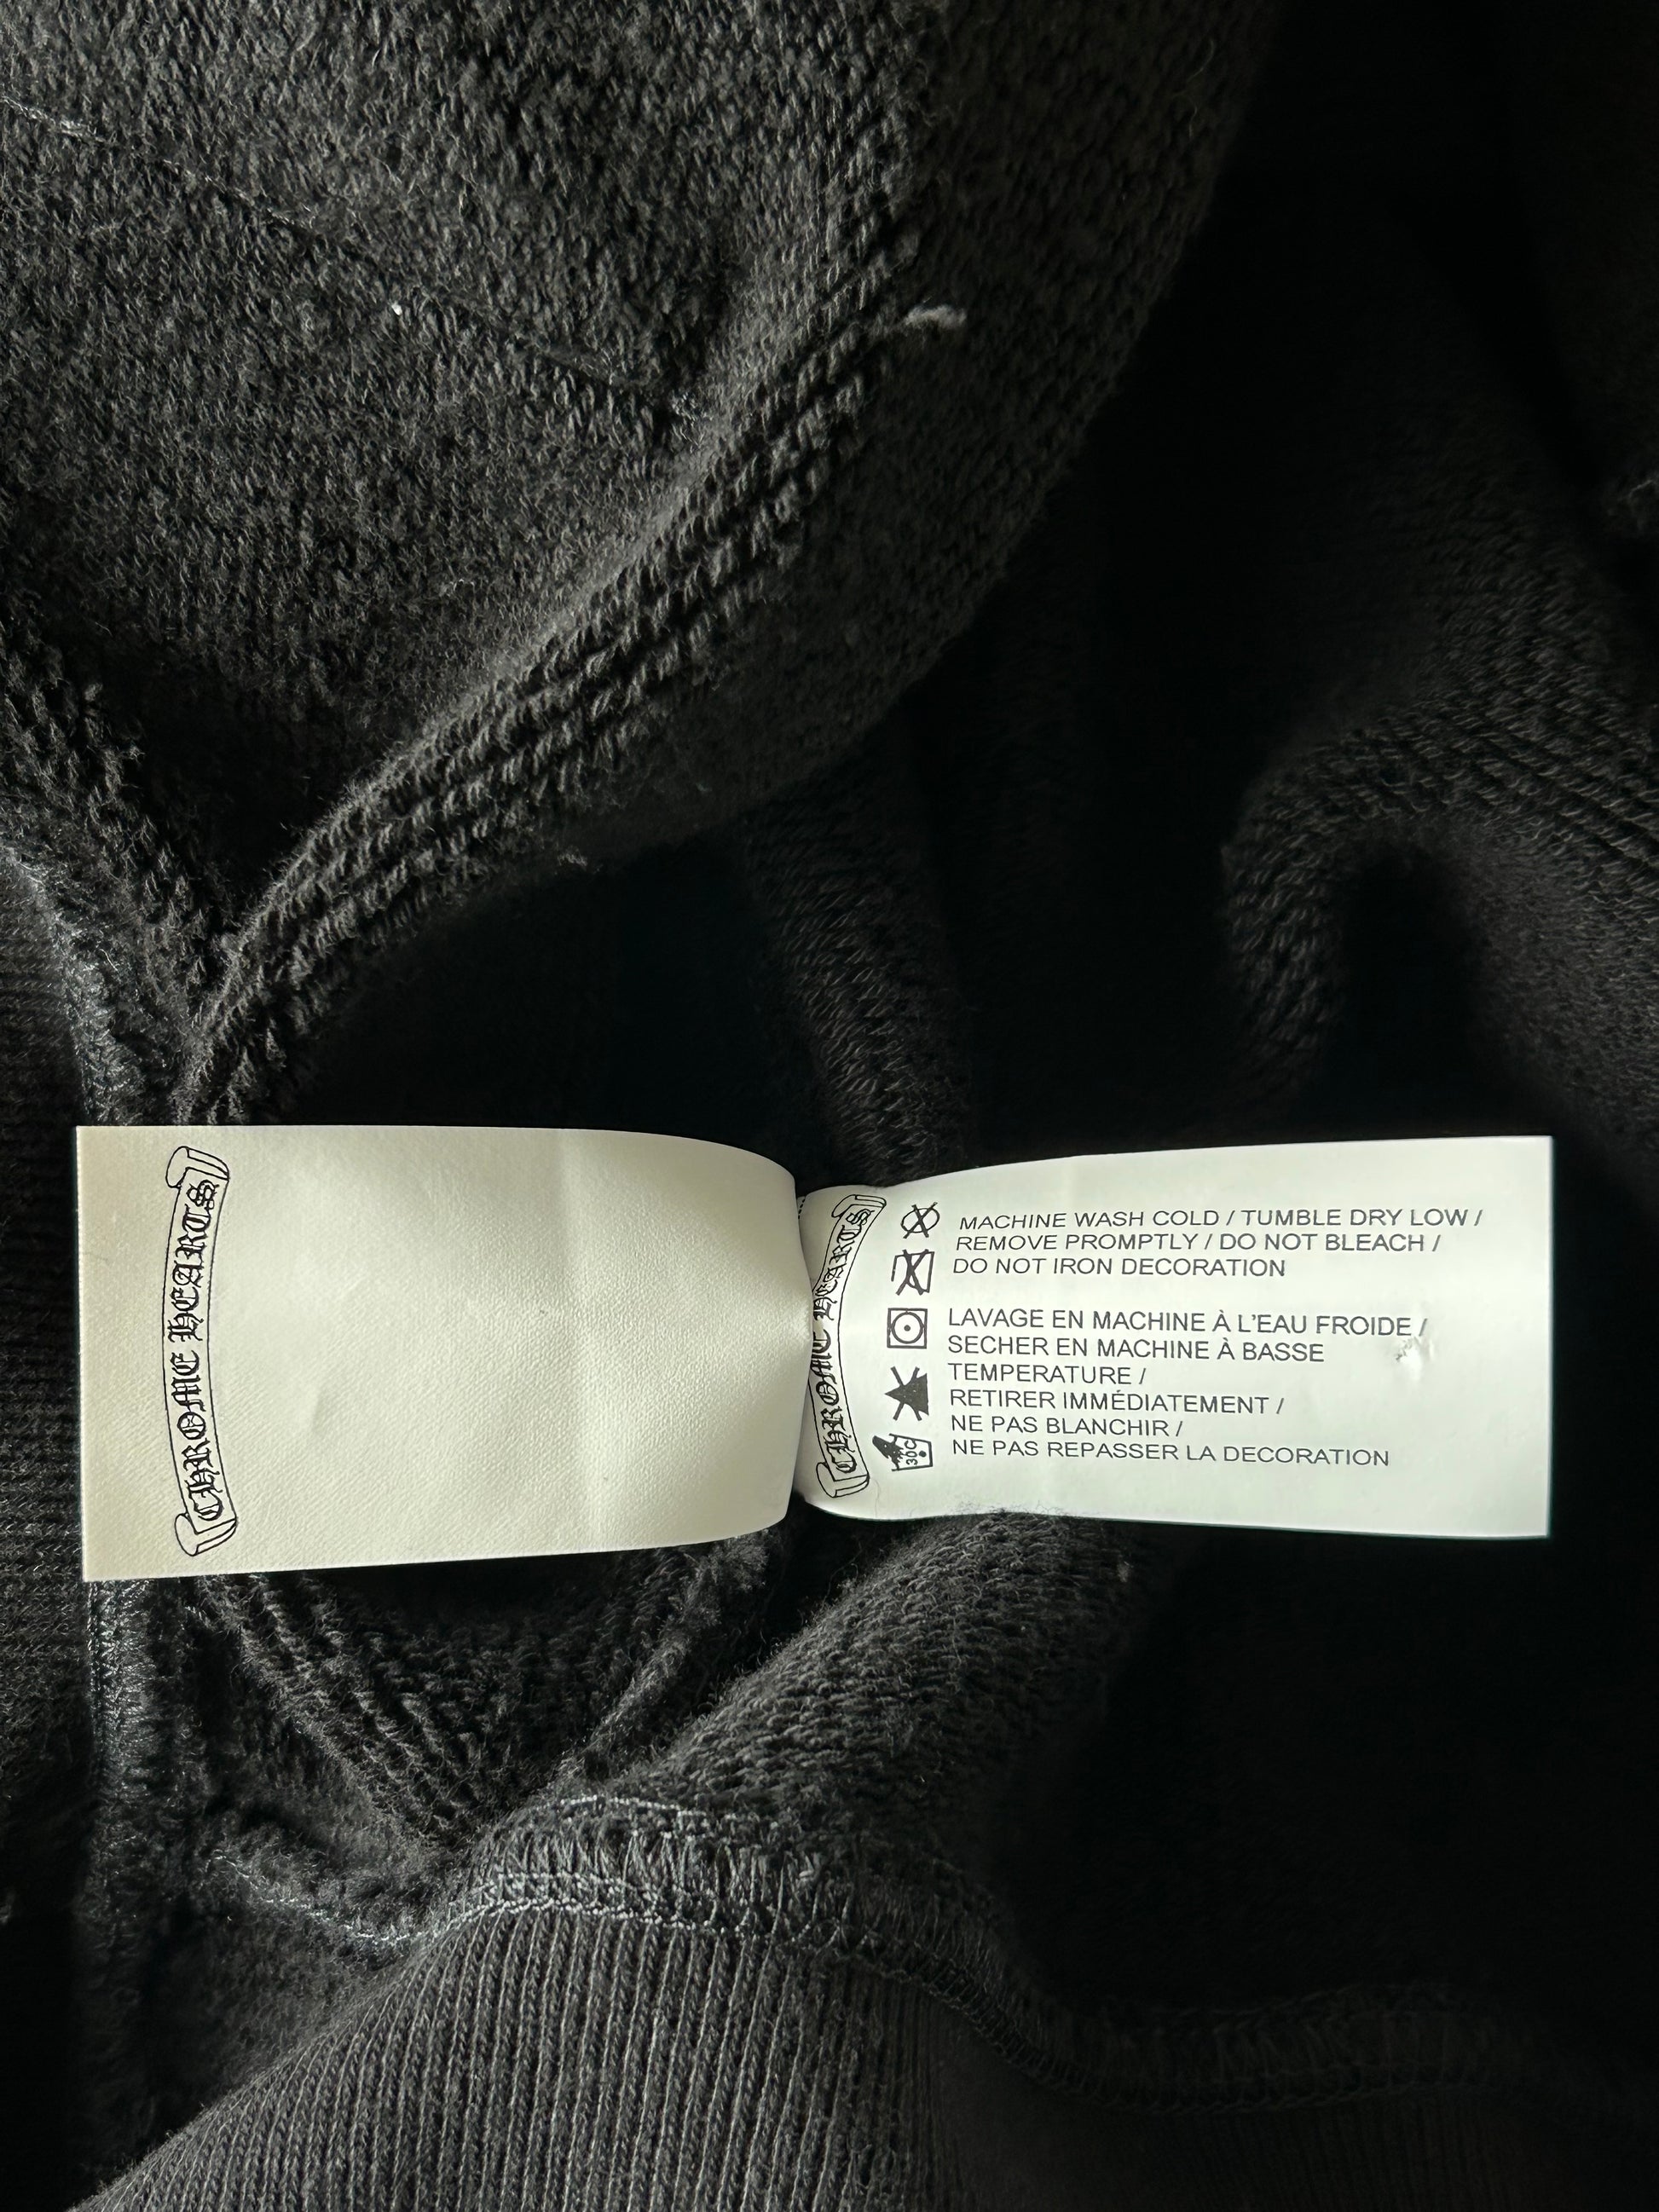 CHROME HEARTS
CHROME HEARTS
MACHINE WASH COLD / TUMBLE DRY LOW /
REMOVE PROMPTLY / DO NOT BLEACH /
DO NOT IRON DECORATION
LAVAGE EN MACHINE À L'EAU FROIDE /
SECHER EN MACHINE À BASSE
TEMPERATURE /
RETIRER IMMÉDIATEMENT /
NE PAS BLANCHIR /
NE PAS REPASSER LA DECORATION
30C